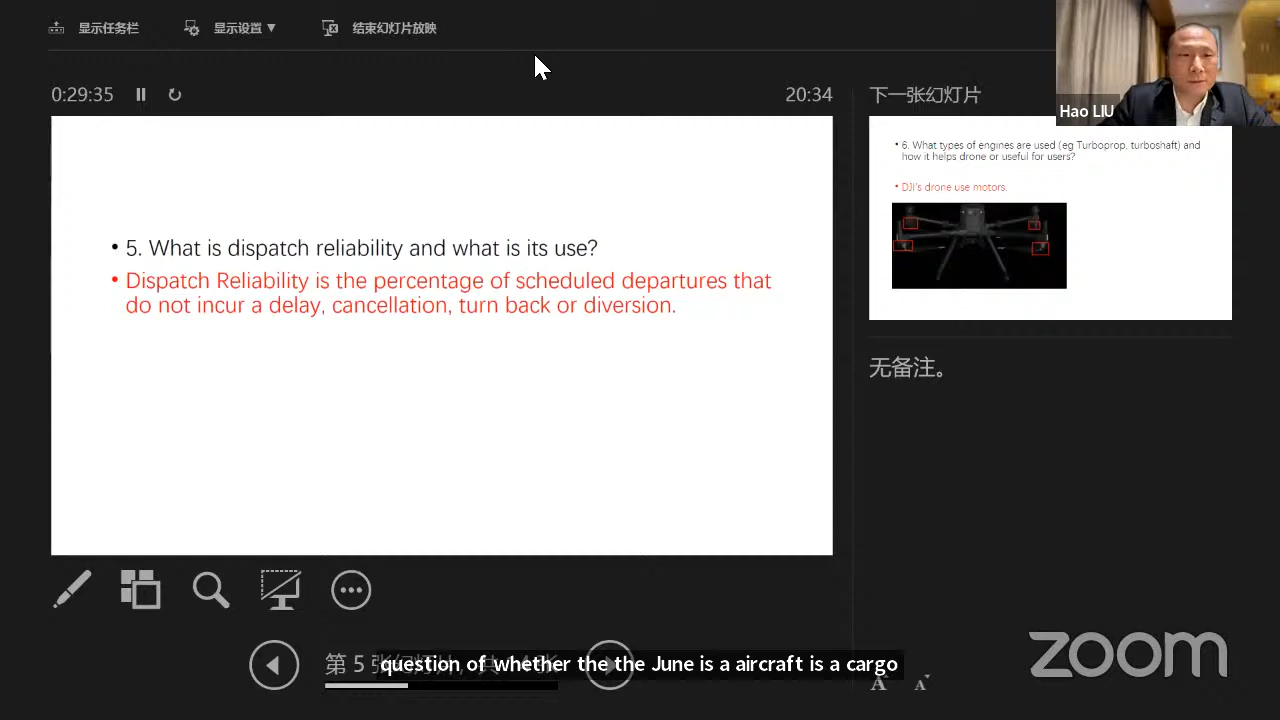 显示任务栏
显示设置 ▼
结束幻灯片放映
0:29:35
20:34
下一张幻灯片
Hao LIU
• 5. What is dispatch reliability and what is its use?
• Dispatch Reliability is the percentage of scheduled departures that
do not incur a delay, cancellation, turn back or diversion.
• 6. What types of engines are used (eg Turboprop, turboshaft) and
how it helps drone or useful for users?
• DJI's drone use motors.
无备注。
第 5 张
question of whether the the June is a aircraft is a cargo
A A
zoom